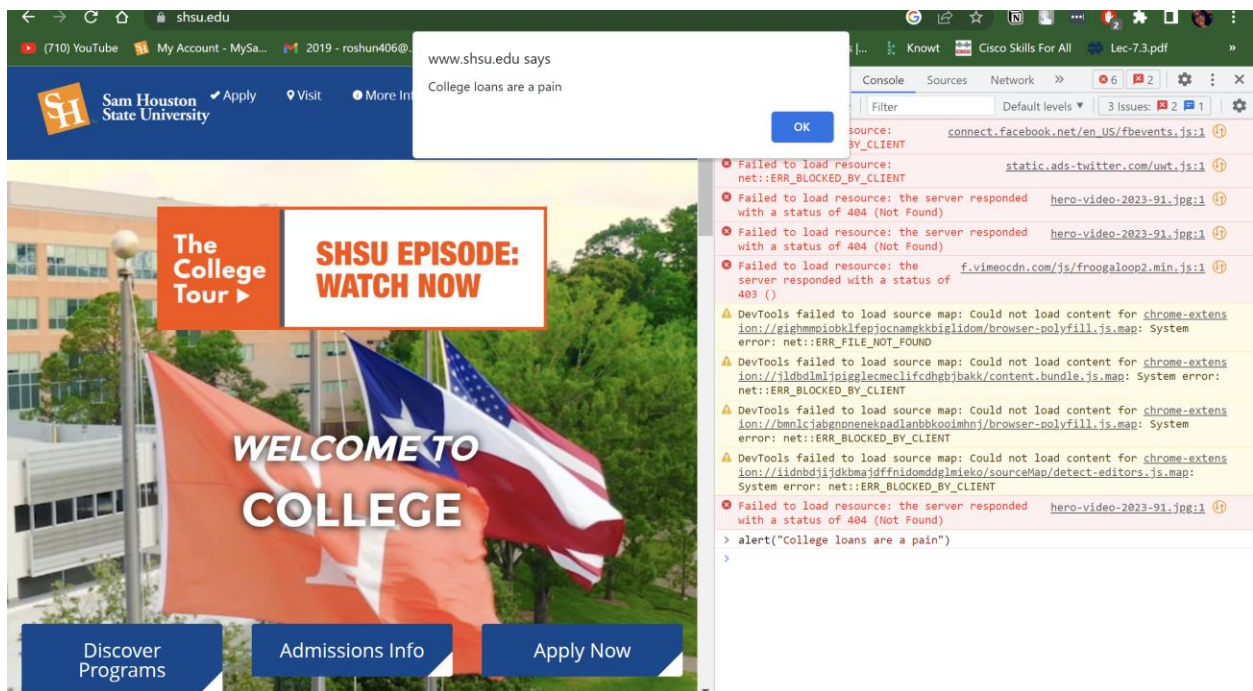 shsu.edu
(710) YouTube
My Account - MySa...
2019 - roshun406@
Knowt
Cisco Skills For All
Lec-7.3.pdf
»
www.shsu.edu says
College loans are a pain
OK
Sam Houston
State University
Apply
Visit
More In
The
College
Tour
SHSU EPISODE:
WATCH NOW
WELCOME TO
COLLEGE
Discover
Programs
Admissions Info
Apply Now
Console Sources Network » 6 2
Filter Default levels ▼ 3 Issues: 2 1
source: connect.facebook.net/en_US/fbevents.js:1
BY_CLIENT
Failed to load resource: static.ads-twitter.com/uwt.js:1
net::ERR_BLOCKED_BY_CLIENT
Failed to load resource: the server responded hero-video-2023-91.jpg:1
with a status of 404 (Not Found)
Failed to load resource: the server responded hero-video-2023-91.jpg:1
with a status of 404 (Not Found)
Failed to load resource: the f.vimeocdn.com/js/froogaloop2.min.js:1
server responded with a status of
403 ()
DevTools failed to load source map: Could not load content for chrome-extens
ion://gighmmpiobklfepjocnamgkkbiglidom/browser-polyfill.js.map: System
error: net::ERR_FILE_NOT_FOUND
DevTools failed to load source map: Could not load content for chrome-extens
ion://jldbdlmljpigglecmeclifcdhgbjbakk/content.bundle.js.map: System error:
net::ERR_BLOCKED_BY_CLIENT
DevTools failed to load source map: Could not load content for chrome-extens
ion://bmnlcjabgnpnenekpadlanbbkooimhnj/browser-polyfill.js.map: System
error: net::ERR_BLOCKED_BY_CLIENT
DevTools failed to load source map: Could not load content for chrome-extens
ion://iidnbdjijdkbmajdffnidomddglmieko/sourceMap/detect-editors.js.map:
System error: net::ERR_BLOCKED_BY_CLIENT
Failed to load resource: the server responded hero-video-2023-91.jpg:1
with a status of 404 (Not Found)
> alert("College loans are a pain")
>